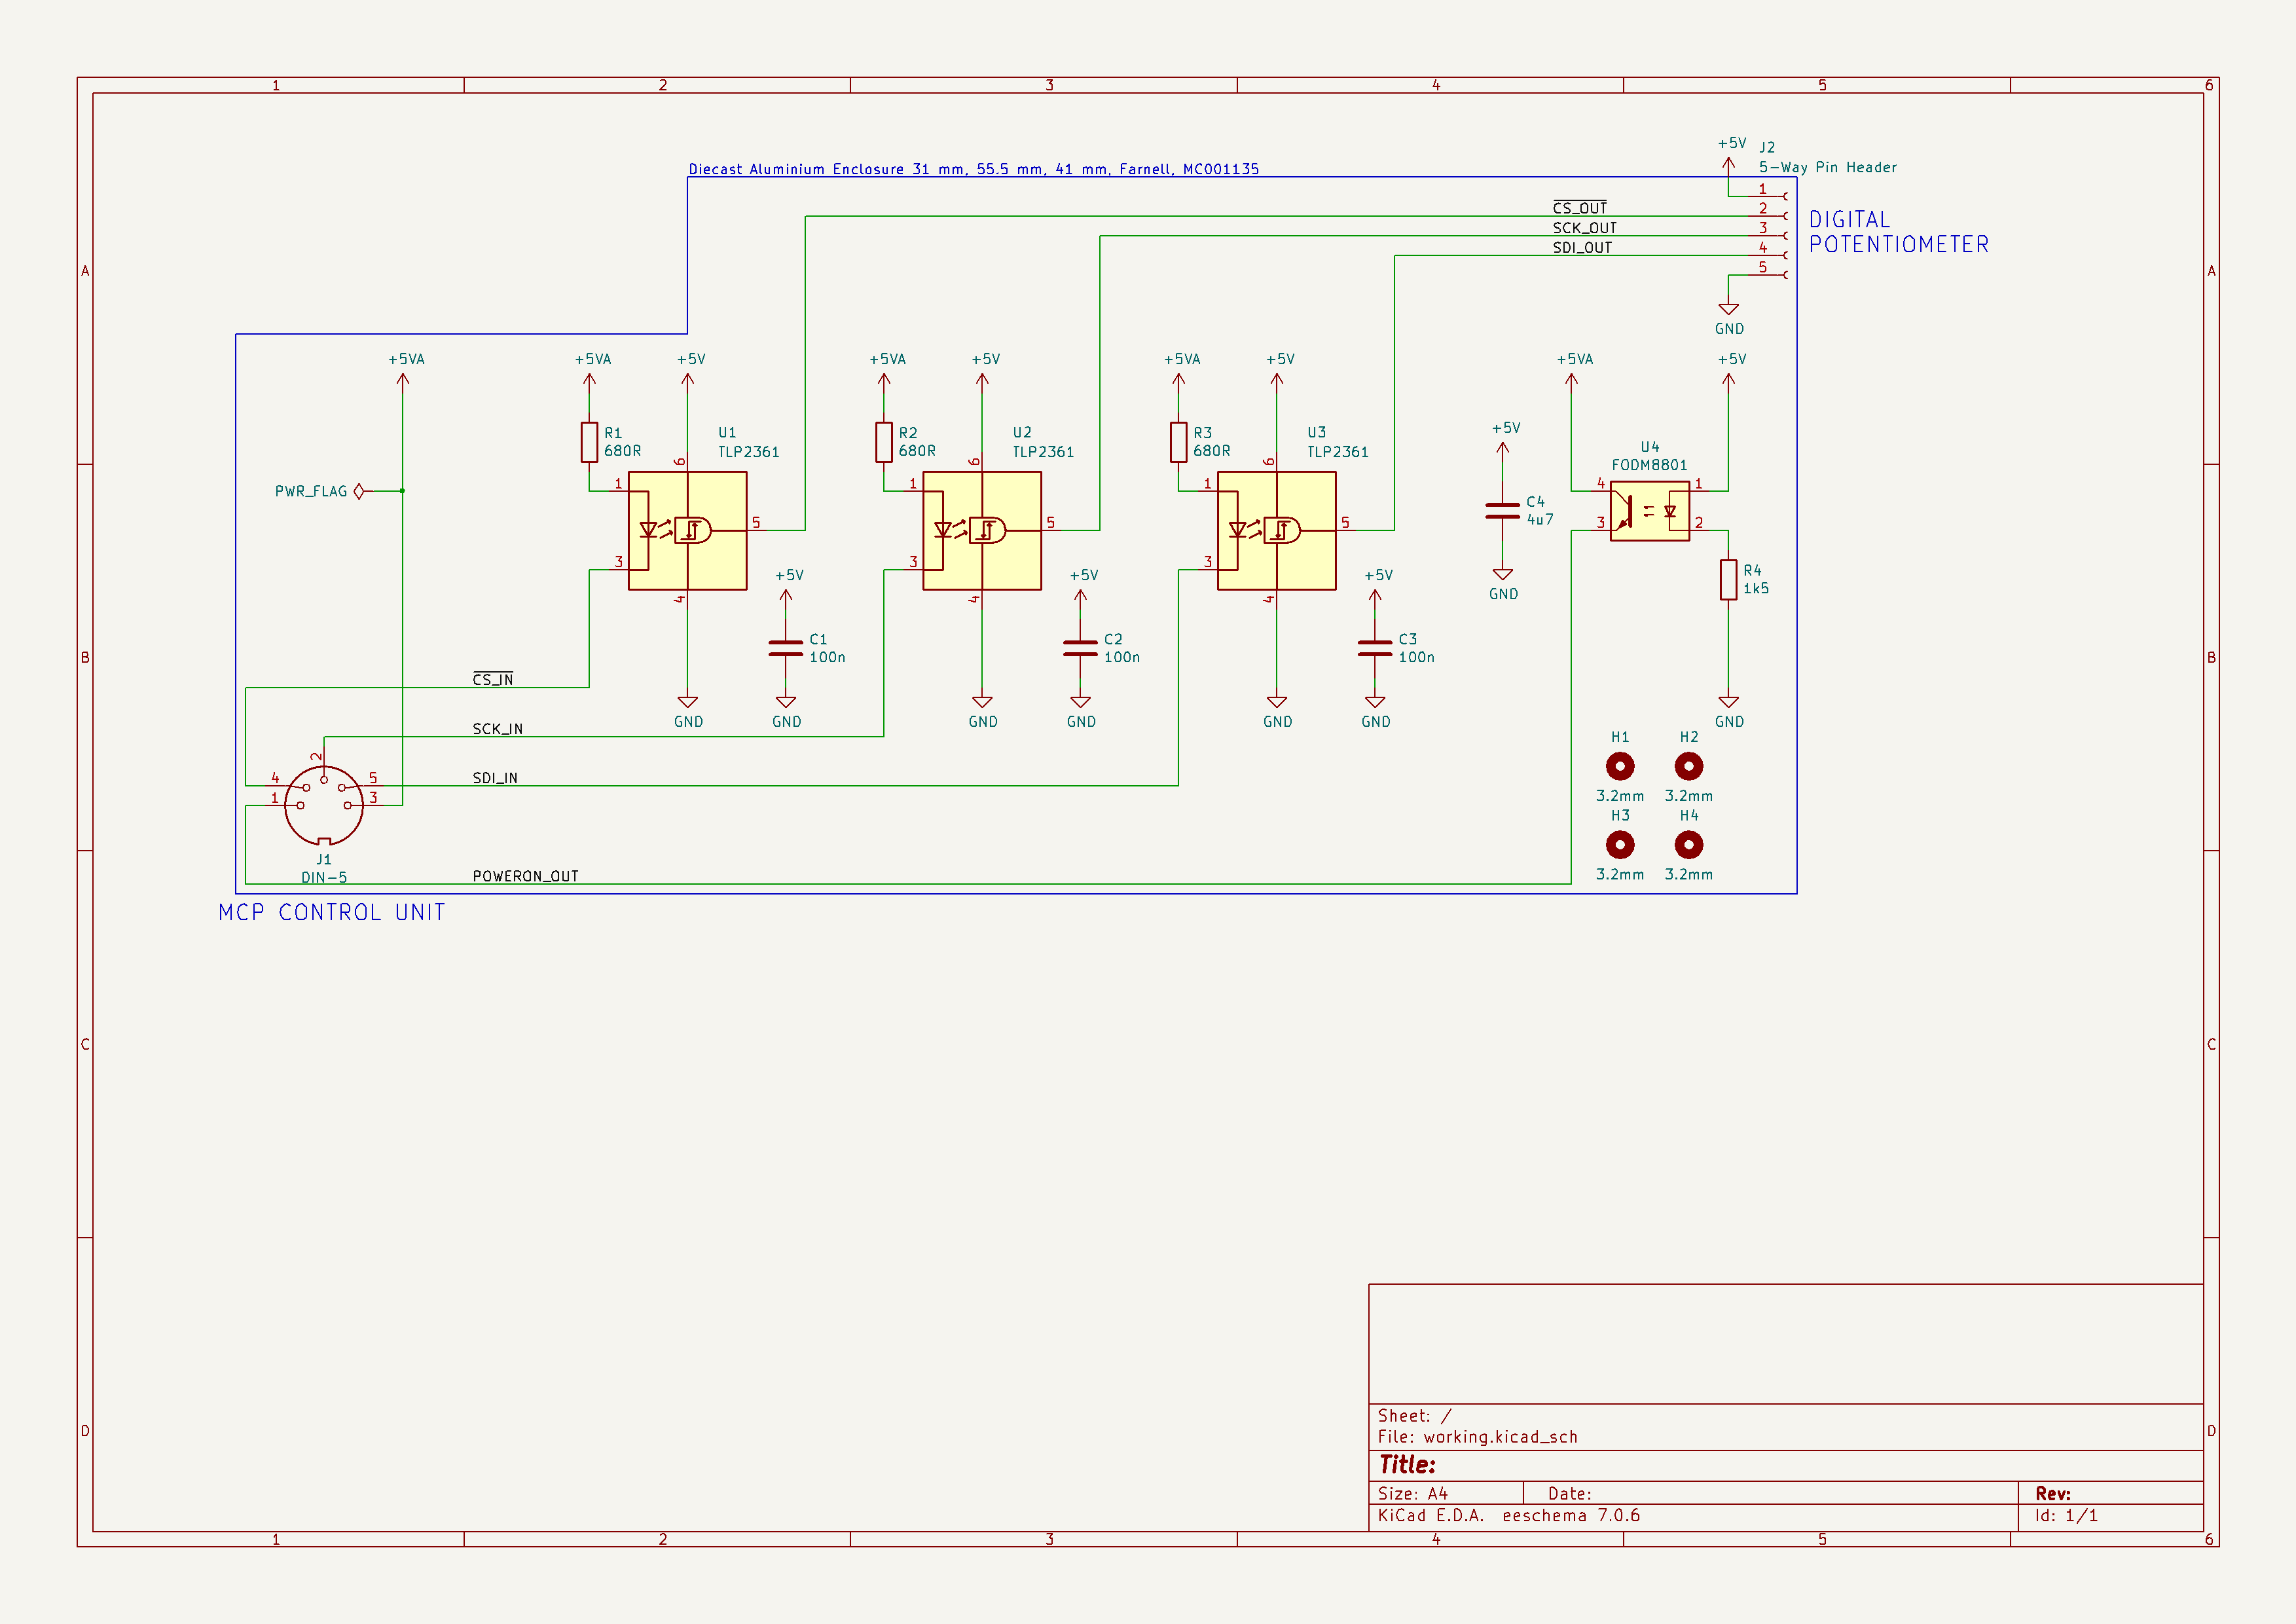 1 2 3 4 5 6
+5V
J2
5-Way Pin Header
Diecast Aluminium Enclosure 31 mm, 55.5 mm, 41 mm, Farnell, MC001135
1
CS_OUT 2
SCK_OUT 3
SDI_OUT 4
5
DIGITAL
POTENTIOMETER
A A
GND
+5VA +5VA +5V +5VA +5V +5VA +5V +5VA +5V
R1
680R
U1
TLP2361
R2
680R
U2
TLP2361
R3
680R
U3
TLP2361
+5V
U4
FODM8801
6 6 6
PWR_FLAG
1 1 1 4 1
C4
4u7
5 5 5 3 2
3 3 3
+5V +5V +5V
GND
R4
1k5
4 4 4
C1
100n
C2
100n
C3
100n
B B
CS_IN
GND GND GND GND GND GND GND
SCK_IN
H1 H2
2
4 5
SDI_IN
1 3
3.2mm 3.2mm
H3 H4
J1
DIN-5
POWERON_OUT
3.2mm 3.2mm
MCP CONTROL UNIT
C C
Sheet: /
File: working.kicad_sch
D D
Title:
Size: A4 Date: Rev:
KiCad E.D.A. eeschema 7.0.6 Id: 1/1
1 2 3 4 5 6